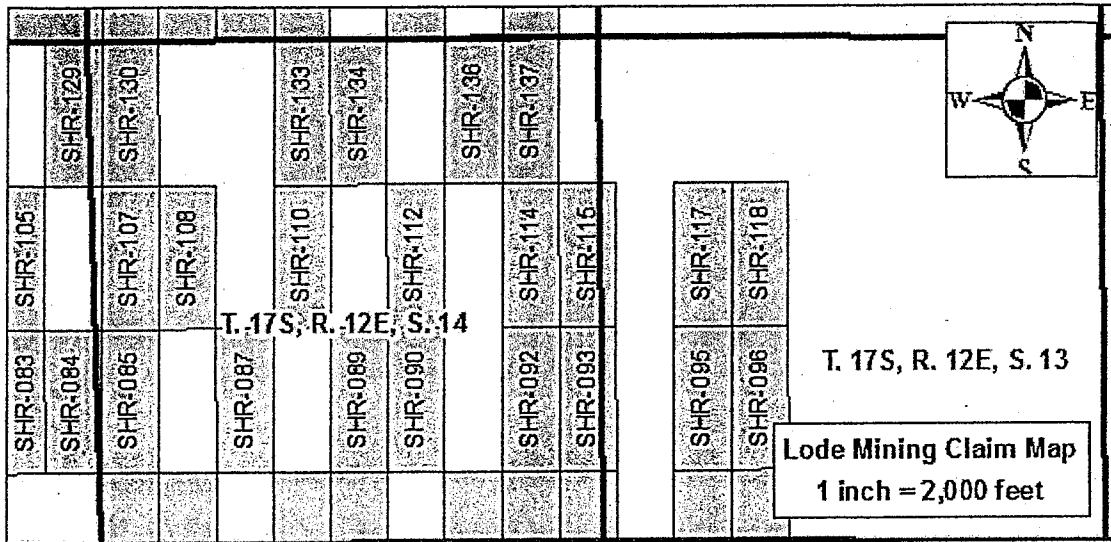 N
W E
S
SHR-129
SHR-130
SHR-133
SHR-134
SHR-136
SHR-137
SHR-105
SHR-107
SHR-108
SHR-110
SHR-112
SHR-114
SHR-115
SHR-117
SHR-118
T. 17S, R. 12E, S. 14
SHR-083
SHR-084
SHR-085
SHR-087
SHR-089
SHR-090
SHR-092
SHR-093
SHR-095
SHR-096
T. 17S, R. 12E, S. 13
Lode Mining Claim Map
1 inch = 2,000 feet